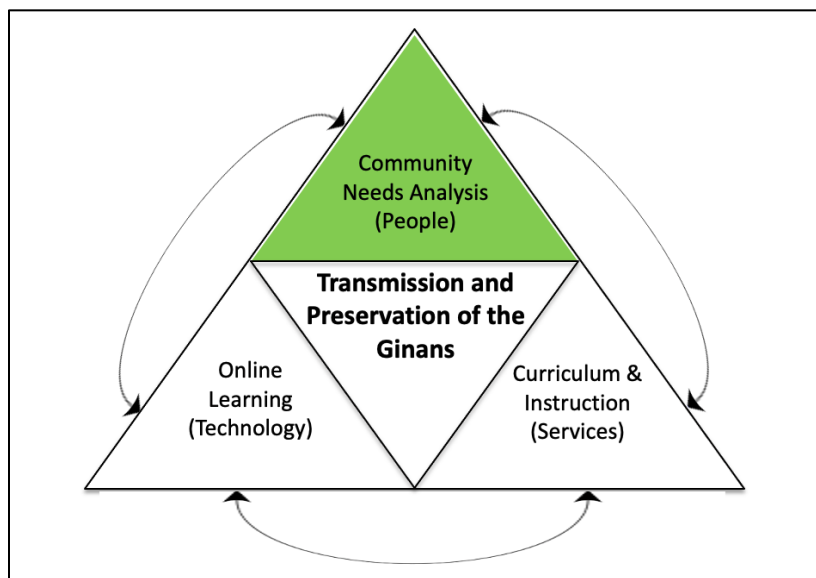 Community
Needs Analysis
(People)
Transmission and
Preservation of the
Ginans
Online
Learning
(Technology)
Curriculum &
Instruction
(Services)